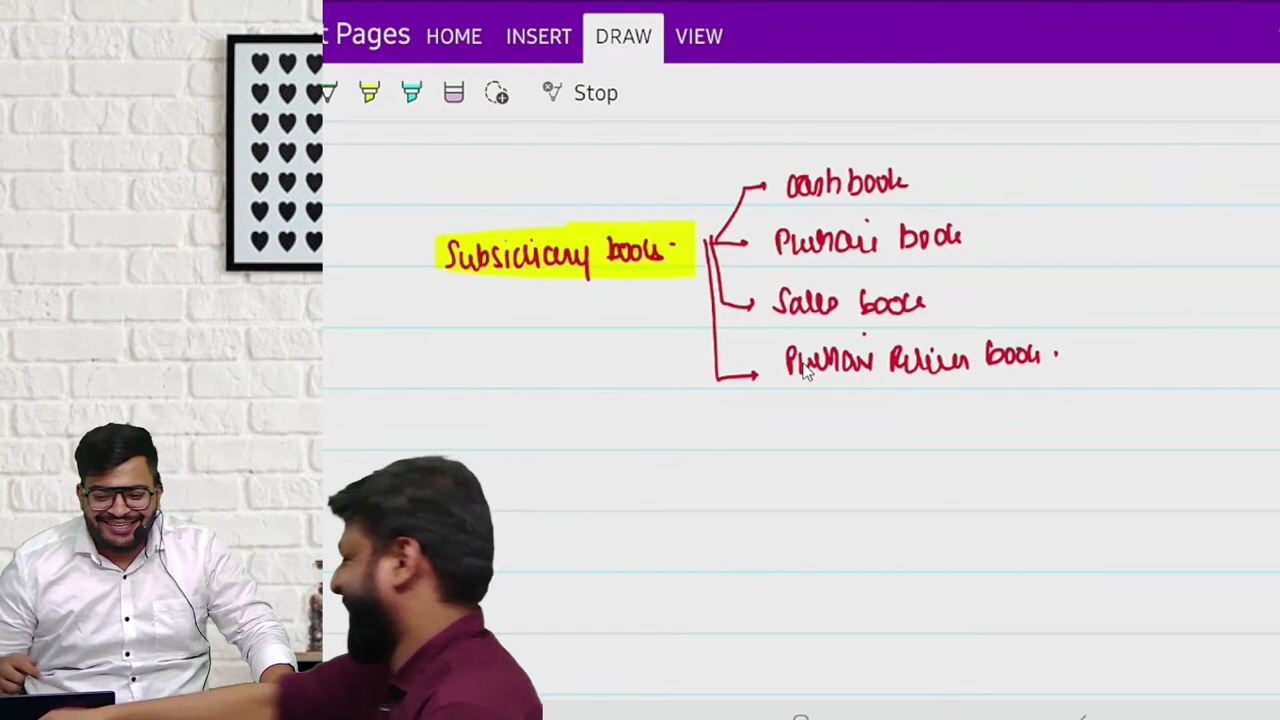 t Pages HOME INSERT DRAW VIEW
Stop
cash book
Purchase book
Subsidiary book
Sales book
Purchase Return book.